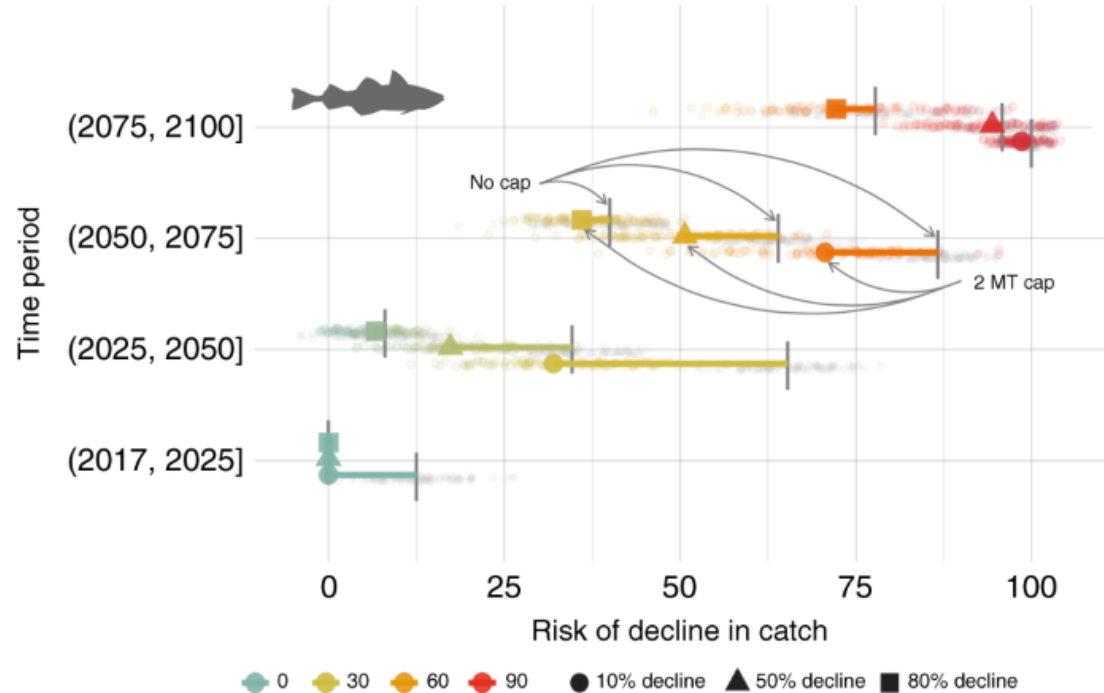 (2075, 2100]
No cap
(2050, 2075]
2 MT cap
Time period
(2025, 2050]
(2017, 2025]
0 25 50 75 100
Risk of decline in catch
0 30 60 90 10% decline 50% decline 80% decline